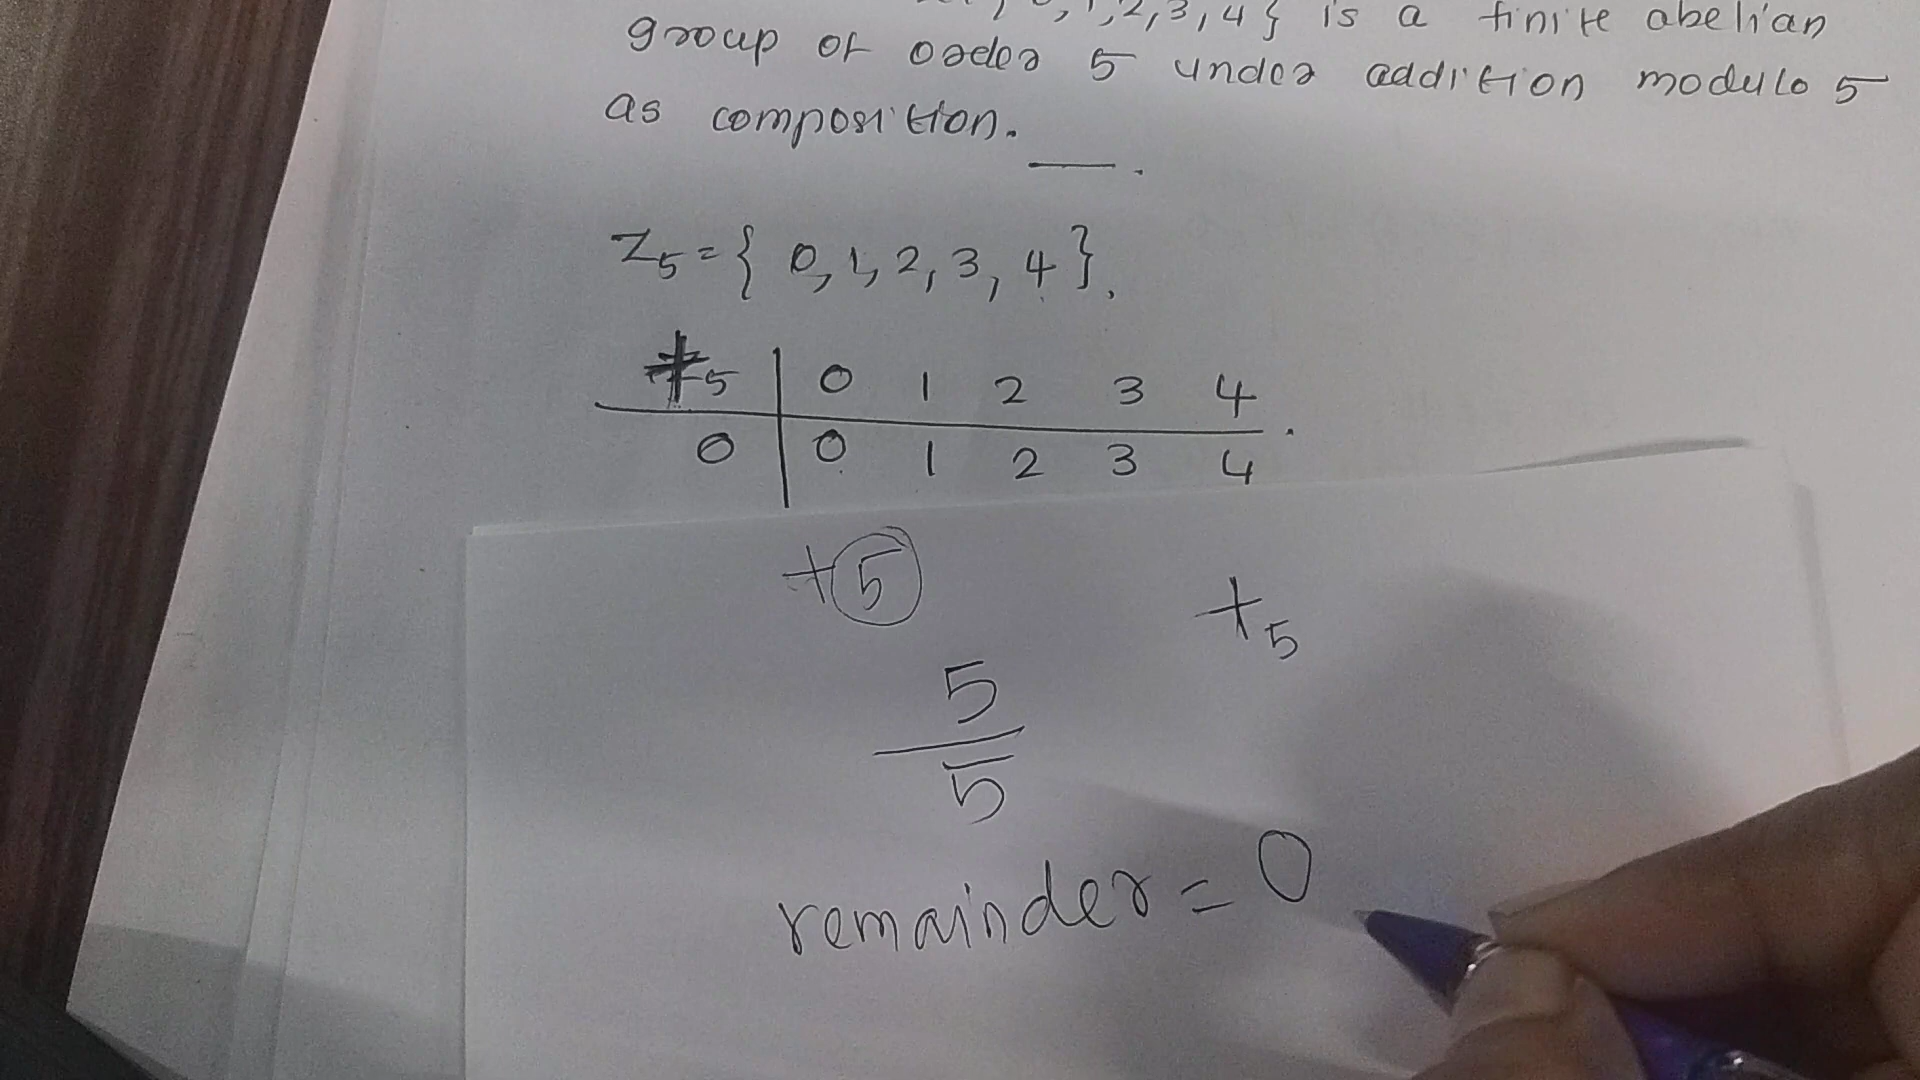 0, 1, 2, 3, 4 } is a finite abelian
group of order 5 under addition modulo 5
as composition.
Z5 = { 0, 1, 2, 3, 4 }.
+5 | 0 1 2 3 4
0 | 0 1 2 3 4
+5 +5
5
5
remainder = 0